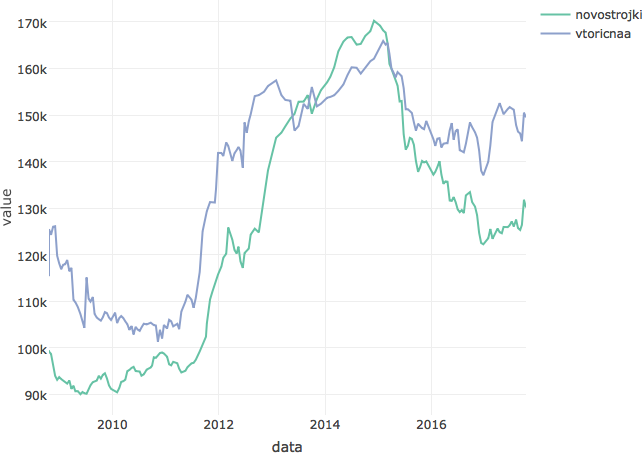 novostrojki
vtoricnaa
170k
160k
150k
140k
130k
120k
110k
100k
90k
value
2010
2012
2014
2016
data